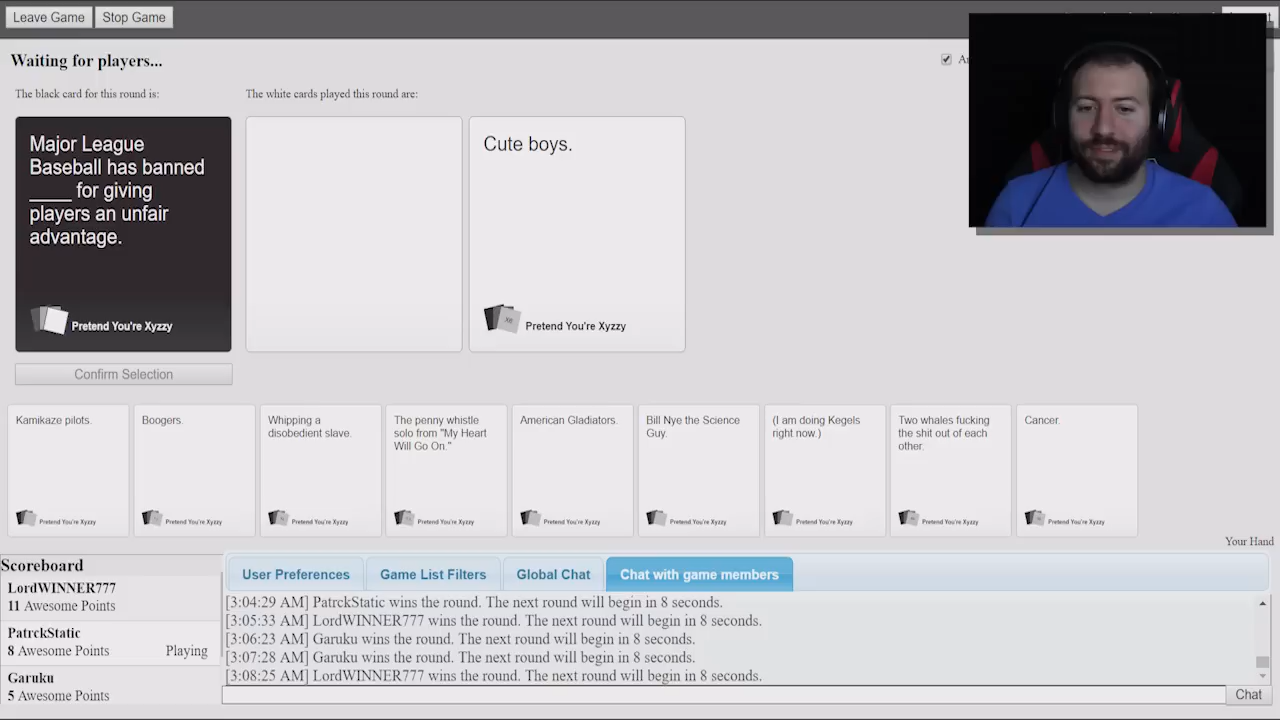 Leave Game
Stop Game
Waiting for players...
The black card for this round is:
The white cards played this round are:
Major League
Baseball has banned
____ for giving
players an unfair
advantage.
Pretend You're Xyzzy
Cute boys.
Pretend You're Xyzzy
Confirm Selection
Kamikaze pilots.
Pretend You're Xyzzy
Boogers.
Pretend You're Xyzzy
Whipping a
disobedient slave.
Pretend You're Xyzzy
The penny whistle
solo from "My Heart
Will Go On."
Pretend You're Xyzzy
American Gladiators.
Pretend You're Xyzzy
Bill Nye the Science
Guy.
Pretend You're Xyzzy
(I am doing Kegels
right now.)
Pretend You're Xyzzy
Two whales fucking
the shit out of each
other.
Pretend You're Xyzzy
Cancer.
Pretend You're Xyzzy
Your Hand
Scoreboard
LordWINNER777
11 Awesome Points
PatrckStatic
8 Awesome Points
Playing
Garuku
5 Awesome Points
User Preferences
Game List Filters
Global Chat
Chat with game members
[3:04:29 AM] PatrckStatic wins the round. The next round will begin in 8 seconds.
[3:05:33 AM] LordWINNER777 wins the round. The next round will begin in 8 seconds.
[3:06:23 AM] Garuku wins the round. The next round will begin in 8 seconds.
[3:07:28 AM] Garuku wins the round. The next round will begin in 8 seconds.
[3:08:25 AM] LordWINNER777 wins the round. The next round will begin in 8 seconds.
Chat